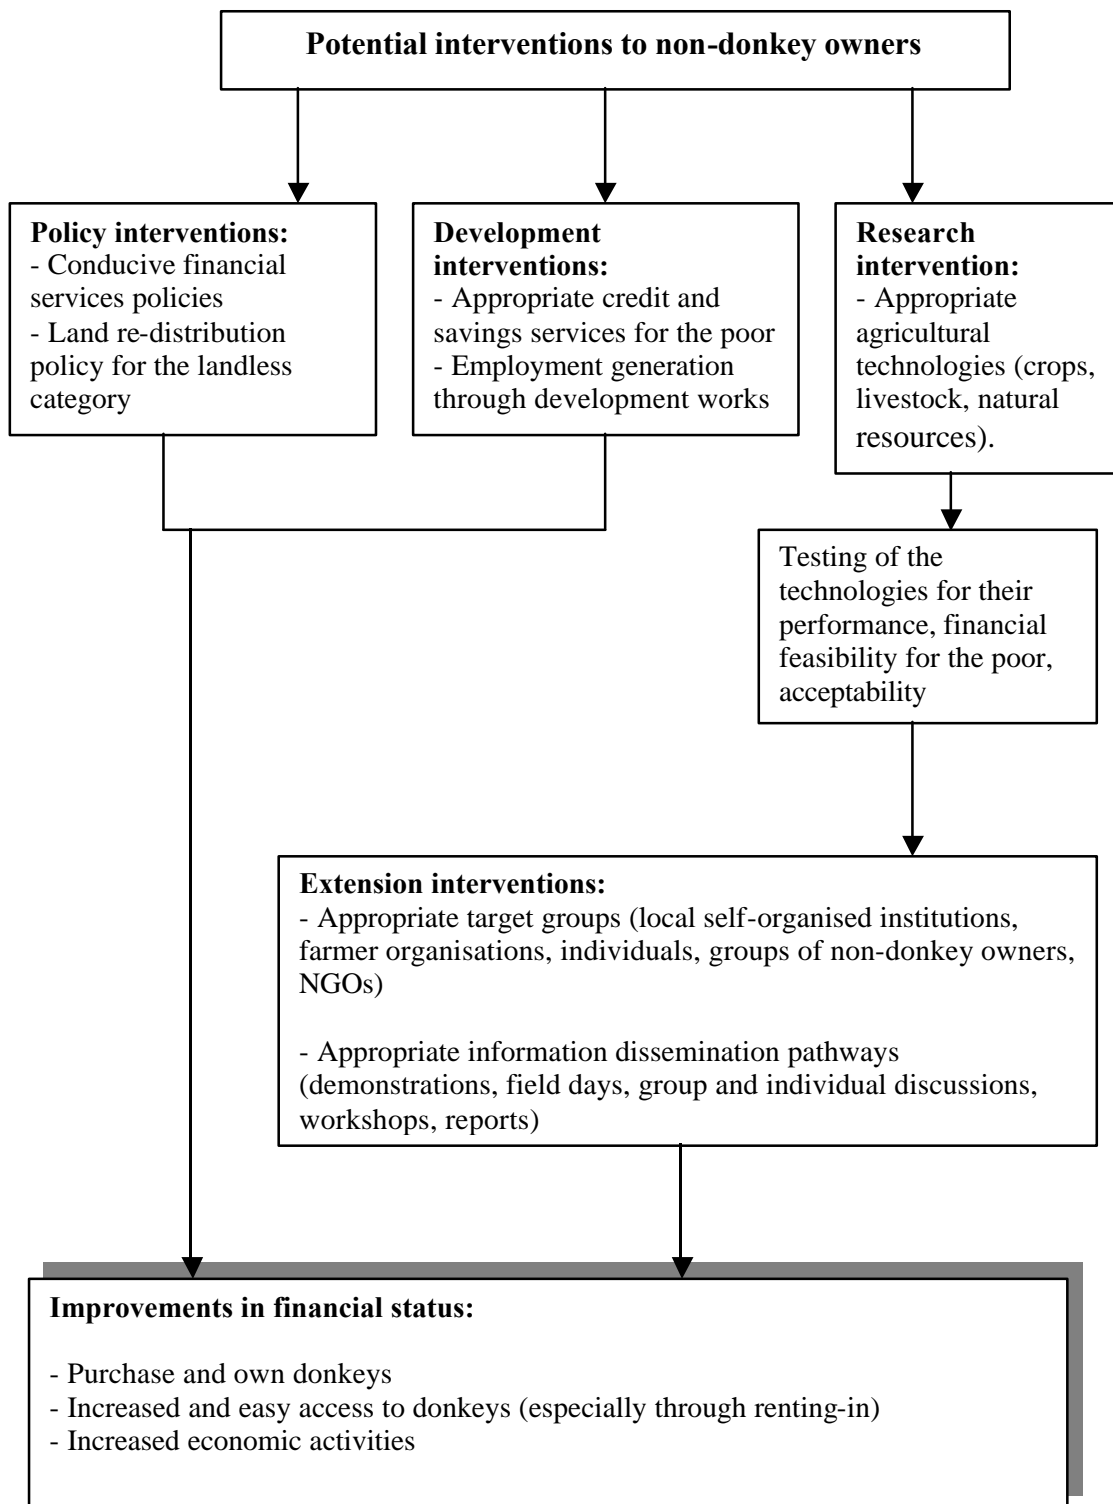 Potential interventions to non-donkey owners
Policy interventions:
- Conducive financial
services policies
- Land re-distribution
policy for the landless
category
Development
interventions:
- Appropriate credit and
savings services for the poor
- Employment generation
through development works
Research
intervention:
- Appropriate
agricultural
technologies (crops,
livestock, natural
resources).
Testing of the
technologies for their
performance, financial
feasibility for the poor,
acceptability
Extension interventions:
- Appropriate target groups (local self-organised institutions,
farmer organisations, individuals, groups of non-donkey owners,
NGOs)
- Appropriate information dissemination pathways
(demonstrations, field days, group and individual discussions,
workshops, reports)
Improvements in financial status:
- Purchase and own donkeys
- Increased and easy access to donkeys (especially through renting-in)
- Increased economic activities